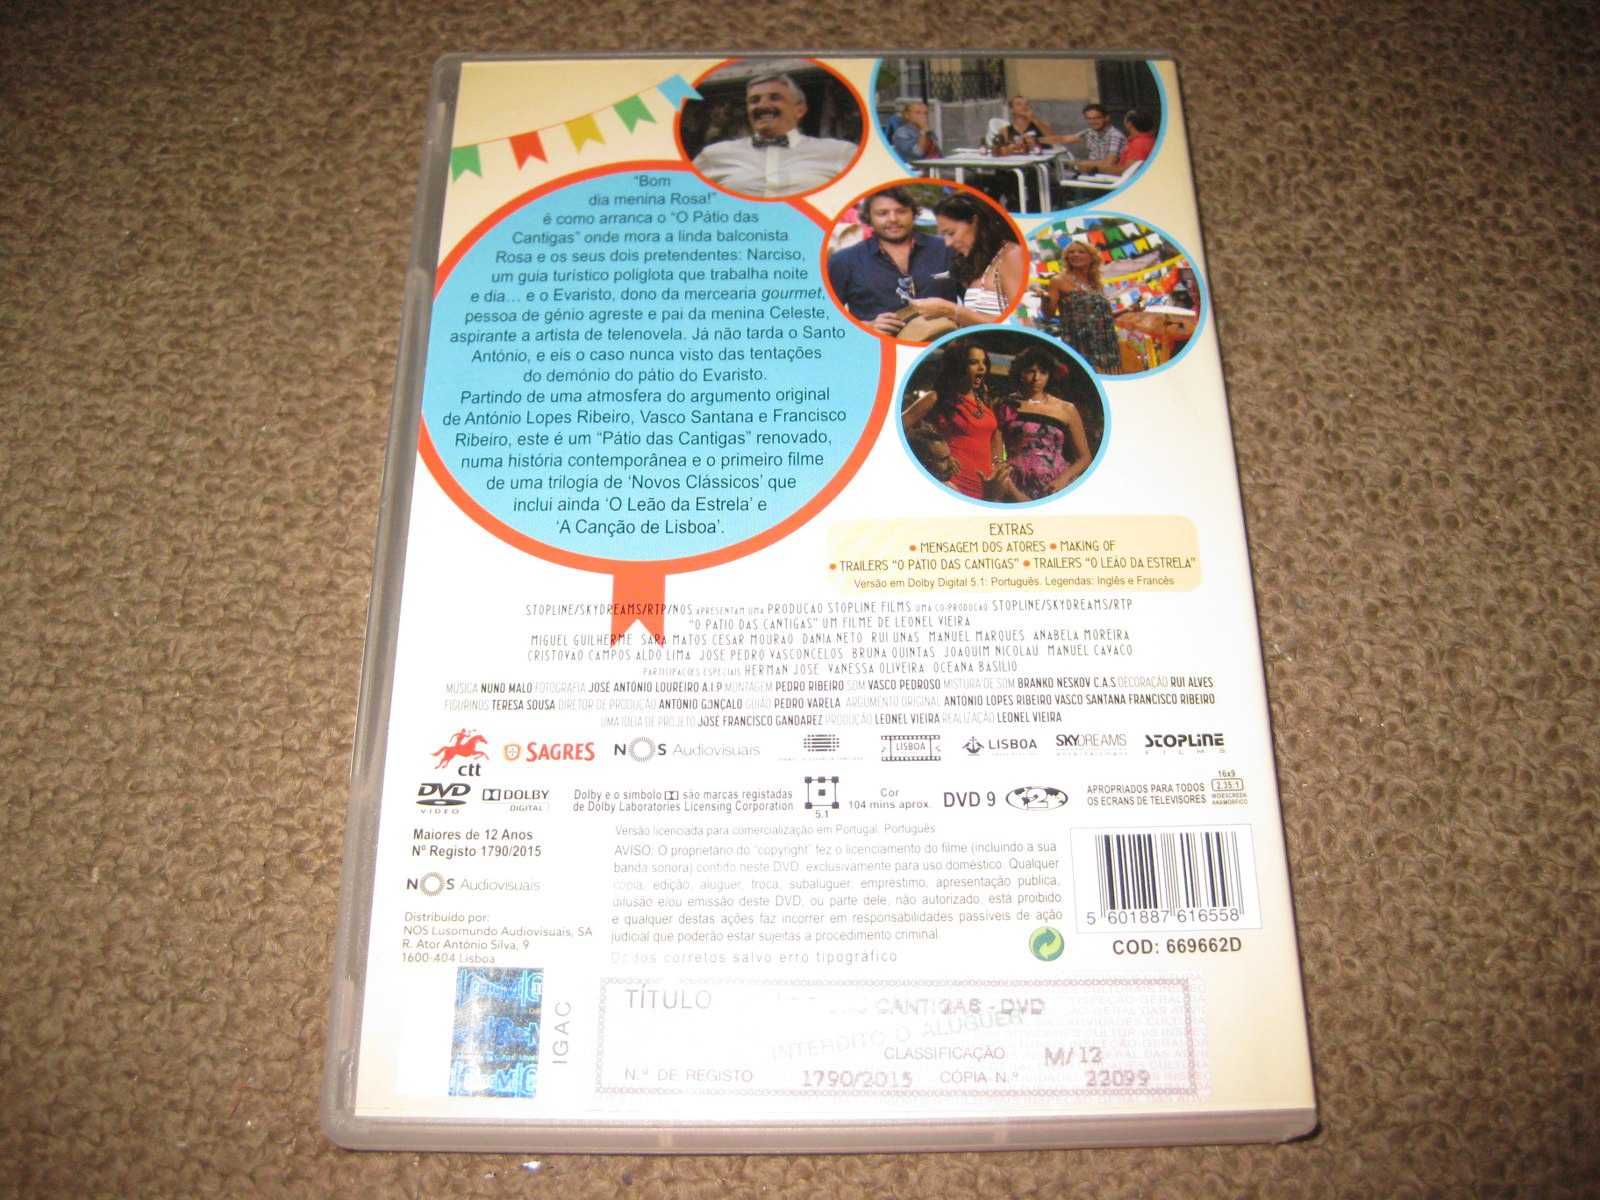 “Bom
dia menina Rosa!”
é como arranca o “O Pátio das
Cantigas” onde mora a linda balconista
Rosa e os seus dois pretendentes: Narciso,
um guia turístico poliglota que trabalha noite
e dia... e o Evaristo, dono da mercearia gourmet,
pessoa de génio agreste e pai da menina Celeste,
aspirante a artista de telenovela. Já não tarda o Santo
António, e eis o caso nunca visto das tentações
do demónio do pátio do Evaristo.
Partindo de uma atmosfera do argumento original
de António Lopes Ribeiro, Vasco Santana e Francisco
Ribeiro, este é um “Pátio das Cantigas” renovado,
numa história contemporânea e o primeiro filme
de uma trilogia de ‘Novos Clássicos’ que
inclui ainda ‘O Leão da Estrela’ e
‘A Canção de Lisboa’.
EXTRAS
• MENSAGEM DOS ATORES • MAKING OF
• TRAILERS “O PATIO DAS CANTIGAS” • TRAILERS “O LEÃO DA ESTRELA”
Versão em Dolby Digital 5.1: Português. Legendas: Inglês e Francês
STOPLINE/SKYDREAMS/RTP/NOS APRESENTAM UMA PRODUCAO STOPLINE FILMS UMA CO-PRODUCAO STOPLINE/SKYDREAMS/RTP
“O PATIO DAS CANTIGAS” UM FILME DE LEONEL VIEIRA
MIGUEL GUILHERME SARA MATOS CESAR MOURAO DANIA NETO RUI UNAS MANUEL MARQUES ANABELA MOREIRA
CRISTOVAO CAMPOS ALDO LIMA JOSE PEDRO VASCONCELOS BRUNA QUINTAS JOAQUIM NICOLAU MANUEL CAVACO
PARTICIPACOES ESPECIAIS HERMAN JOSE VANESSA OLIVEIRA OCEANA BASILIO
MÚSICA NUNO MALO FOTOGRAFIA JOSÉ ANTÓNIO LOUREIRO A.I.P MONTAGEM PEDRO RIBEIRO SOM VASCO PEDROSO MISTURA DE SOM BRANKO NESKOV C.A.S DECORAÇÃO RUI ALVES
FIGURINOS TERESA SOUSA DIRETOR DE PRODUÇÃO ANTONIO GONÇALO GUIÃO PEDRO VARELA ARGUMENTO ORIGINAL ANTONIO LOPES RIBEIRO VASCO SANTANA FRANCISCO RIBEIRO
UMA IDEIA DE PROJETO JOSÉ FRANCISCO GANDAREZ PRODUÇÃO LEONEL VIEIRA REALIZAÇÃO LEONEL VIEIRA
ctt SAGRES NOS Audiovisuais LISBOA LISBOA SKYDREAMS STOPLINE FILMS
DVD VIDEO DOLBY DIGITAL
Dolby e o símbolo são marcas registadas
de Dolby Laboratories Licensing Corporation
5.1
Cor
104 mins aprox.
DVD 9
2
APROPRIADOS PARA TODOS
OS ECRANS DE TELEVISORES
16x9
2.35:1
WIDESCREEN
ANAMÓRFICO
Maiores de 12 Anos
Nº Registo 1790/2015
NOS Audiovisuais
Distribuído por:
NOS Lusomundo Audiovisuais, SA
R. Ator António Silva, 9
1600-404 Lisboa
Versão licenciada para comercialização em Portugal. Português
AVISO: O proprietário do “copyright” fez o licenciamento do filme (incluindo a sua
banda sonora) contido neste DVD, exclusivamente para uso doméstico. Qualquer
cópia, edição, aluguer, troca, subaluguer, empréstimo, apresentação pública,
difusão e/ou emissão deste DVD, ou parte dele, não autorizado, está proibido
e qualquer destas ações faz incorrer em responsabilidades passíveis de ação
judicial que poderão estar sujeitas a procedimento criminal.
Dados corretos salvo erro tipográfico
5 601887 616558
COD: 669662D
IGAC
TÍTULO CANTIGAS - DVD
INTERDITO O ALUGUER
CLASSIFICAÇÃO M/12
N.º DE REGISTO 1790/2015 CÓPIA N.º 22099